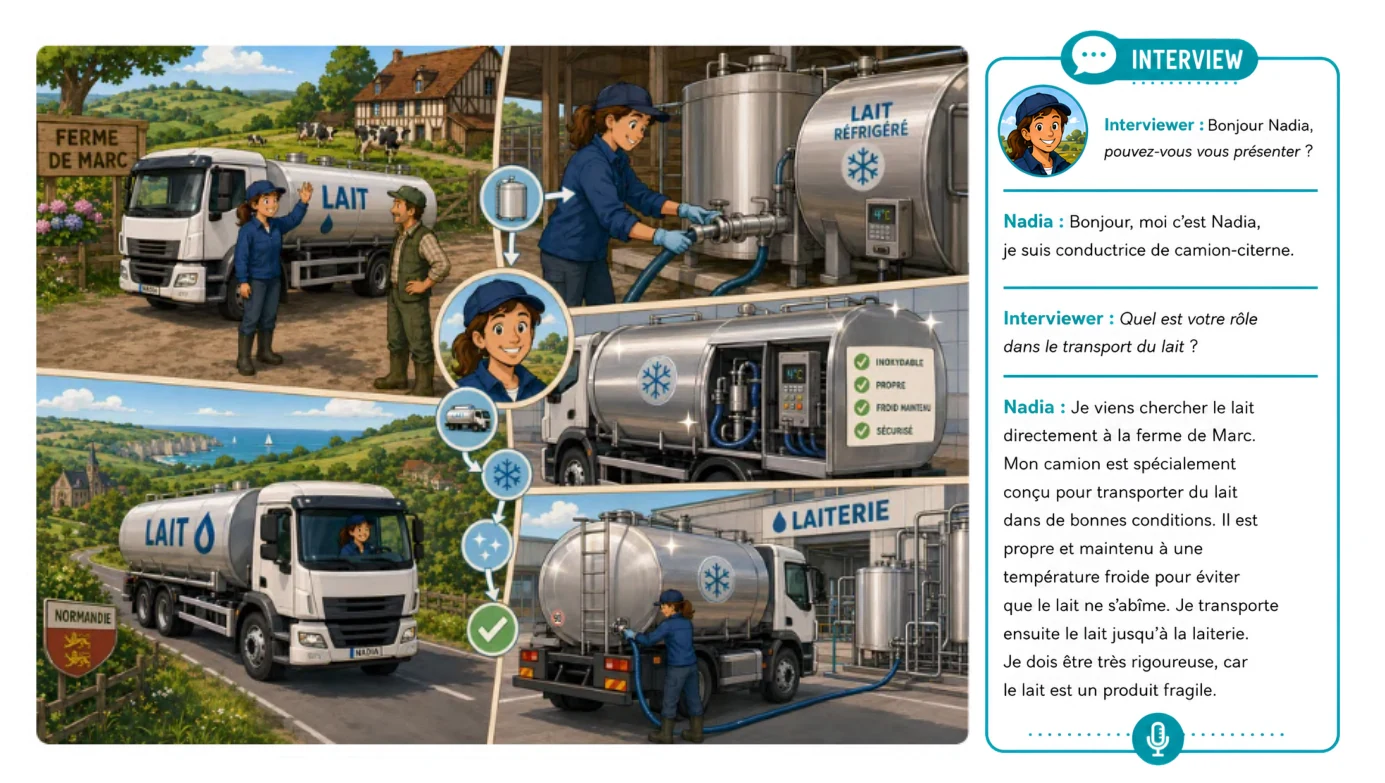 FERME
DE MARC
LAIT
LAIT
RÉFRIGÉRÉ
4°C
INOXYDABLE
PROPRE
FROID MAINTENU
SÉCURISÉ
4°C
LAIT
NORMANDIE
NADIA
LAITERIE
INTERVIEW
Interviewer : Bonjour Nadia,
pouvez-vous vous présenter ?
Nadia : Bonjour, moi c’est Nadia,
je suis conductrice de camion-citerne.
Interviewer : Quel est votre rôle
dans le transport du lait ?
Nadia : Je viens chercher le lait
directement à la ferme de Marc.
Mon camion est spécialement
conçu pour transporter du lait
dans de bonnes conditions. Il est
propre et maintenu à une
température froide pour éviter
que le lait ne s’abîme. Je transporte
ensuite le lait jusqu’à la laiterie.
Je dois être très rigoureuse, car
le lait est un produit fragile.